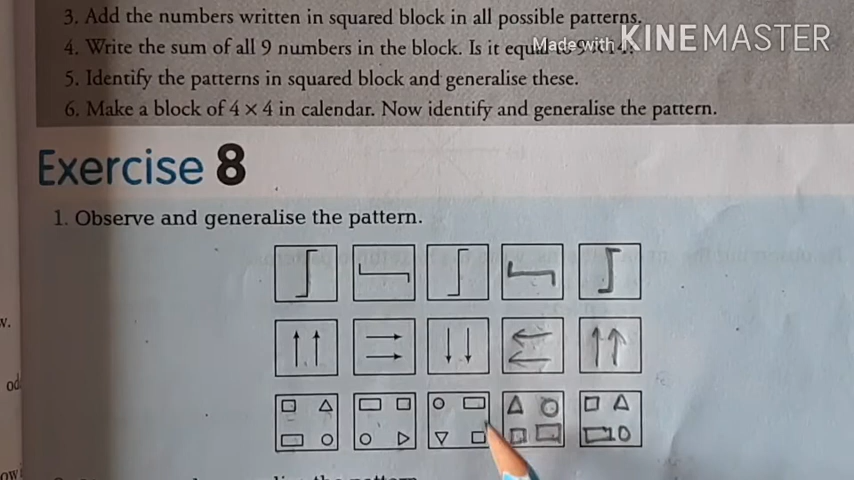 3. Add the numbers written in squared block in all possible patterns.
4. Write the sum of all 9 numbers in the block. Is it equal to 9 × 14?
Made with KINEMASTER
5. Identify the patterns in squared block and generalise these.
6. Make a block of 4 × 4 in calendar. Now identify and generalise the pattern.
Exercise 8
1. Observe and generalise the pattern.